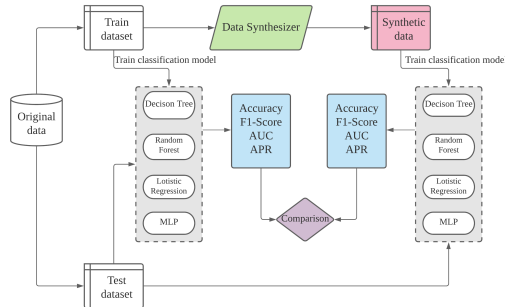 Train
dataset
Data Synthesizer
Synthetic
data
Train classification model
Train classification model
Original
data
Decison Tree
Random
Forest
Lotistic
Regression
MLP
Accuracy
F1-Score
AUC
APR
Accuracy
F1-Score
AUC
APR
Decison Tree
Random
Forest
Lotistic
Regression
MLP
Comparison
Test
dataset